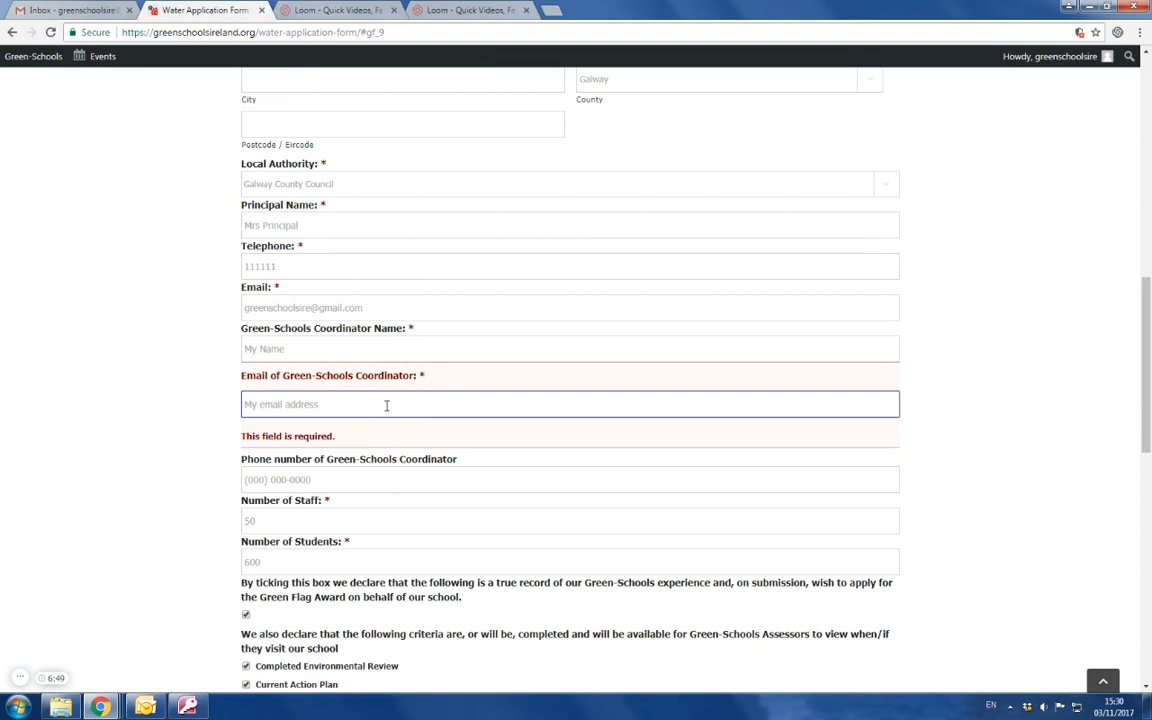 Inbox - greenschoolsire@
Water Application Form
Loom - Quick Videos, Fe
Loom - Quick Videos, Fe
Secure
https://greenschoolsireland.org/water-application-form/#gf_9
Green-Schools
Events
Howdy, greenschoolsire
Galway
City
County
Postcode / Eircode
Local Authority: *
Galway County Council
Principal Name: *
Mrs Principal
Telephone: *
111111
Email: *
greenschoolsire@gmail.com
Green-Schools Coordinator Name: *
My Name
Email of Green-Schools Coordinator: *
My email address
This field is required.
Phone number of Green-Schools Coordinator
(000) 000-0000
Number of Staff: *
50
Number of Students: *
600
By ticking this box we declare that the following is a true record of our Green-Schools experience and, on submission, wish to apply for
the Green Flag Award on behalf of our school.
We also declare that the following criteria are, or will be, completed and will be available for Green-Schools Assessors to view when/if
they visit our school
Completed Environmental Review
Current Action Plan
6:49
EN
15:30
03/11/2017